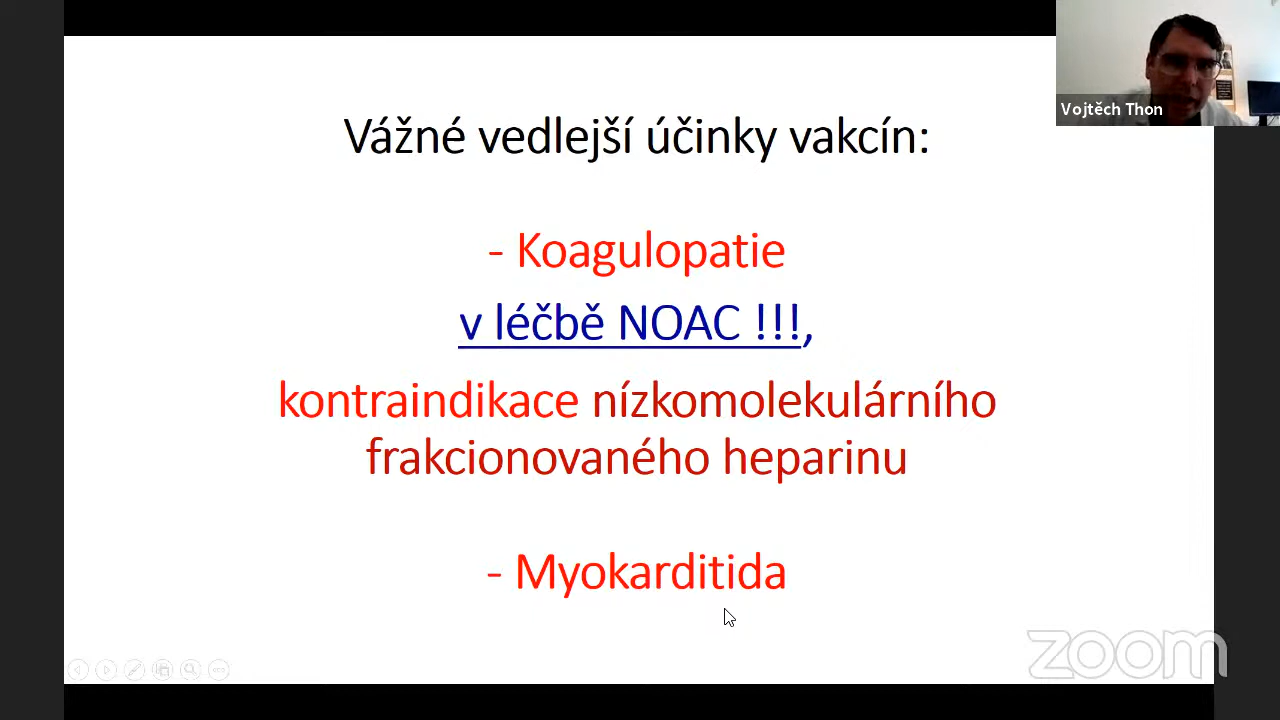 Vojtěch Thon
Vážné vedlejší účinky vakcín:
- Koagulopatie
v léčbě NOAC !!!,
kontraindikace nízkomolekulárního
frakcionovaného heparinu
- Myokarditida
zoom